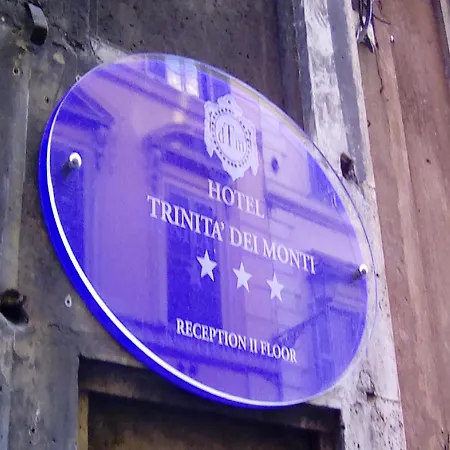 HOTEL
TRINITA' DEI MONTI
RECEPTION II FLOOR